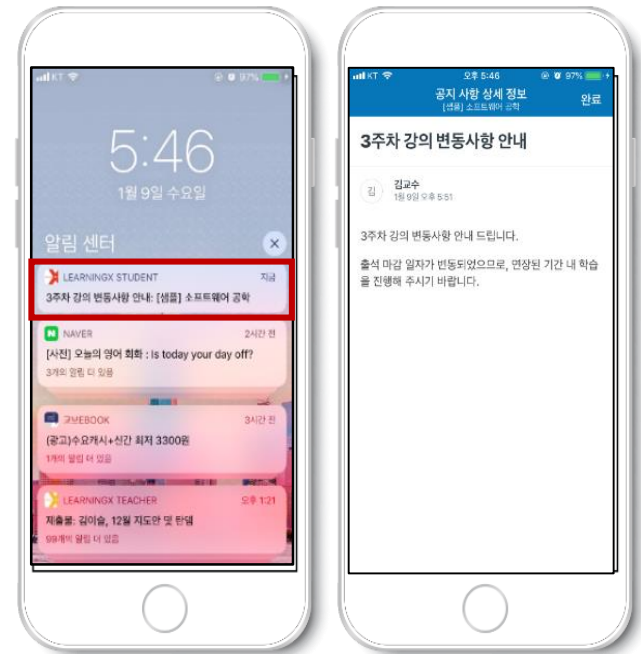 KT 97%
5:46
1월 9일 수요일
알림 센터
LEARNINGX STUDENT 지금
3주차 강의 변동사항 안내: [샘플] 소프트웨어 공학
NAVER 2시간 전
[사전] 오늘의 영어 회화 : Is today your day off?
3개의 알림 더 있음
교보EBOOK 3시간 전
(광고)수요캐시+신간 최저 3300원
1개의 알림 더 있음
LEARNINGX TEACHER 오후 1:21
제출물: 김이슬, 12월 지도안 및 탄뎀
99개의 알림 더 있음
KT 오후 5:46 97%
공지 사항 상세 정보
[샘플] 소프트웨어 공학
완료
3주차 강의 변동사항 안내
김
김교수
1월 9일 오후 5:51
3주차 강의 변동사항 안내 드립니다.
출석 마감 일자가 변동되었으므로, 연장된 기간 내 학습
을 진행해 주시기 바랍니다.